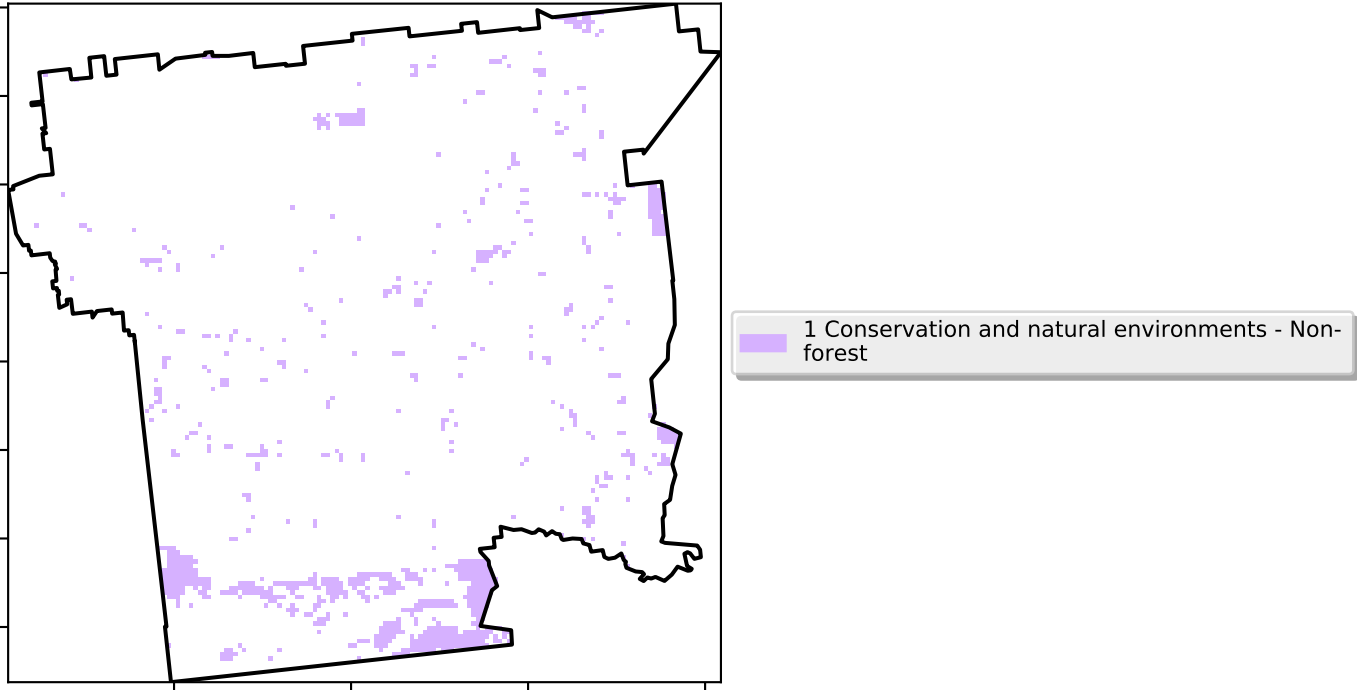 1 Conservation and natural environments - Non-
forest